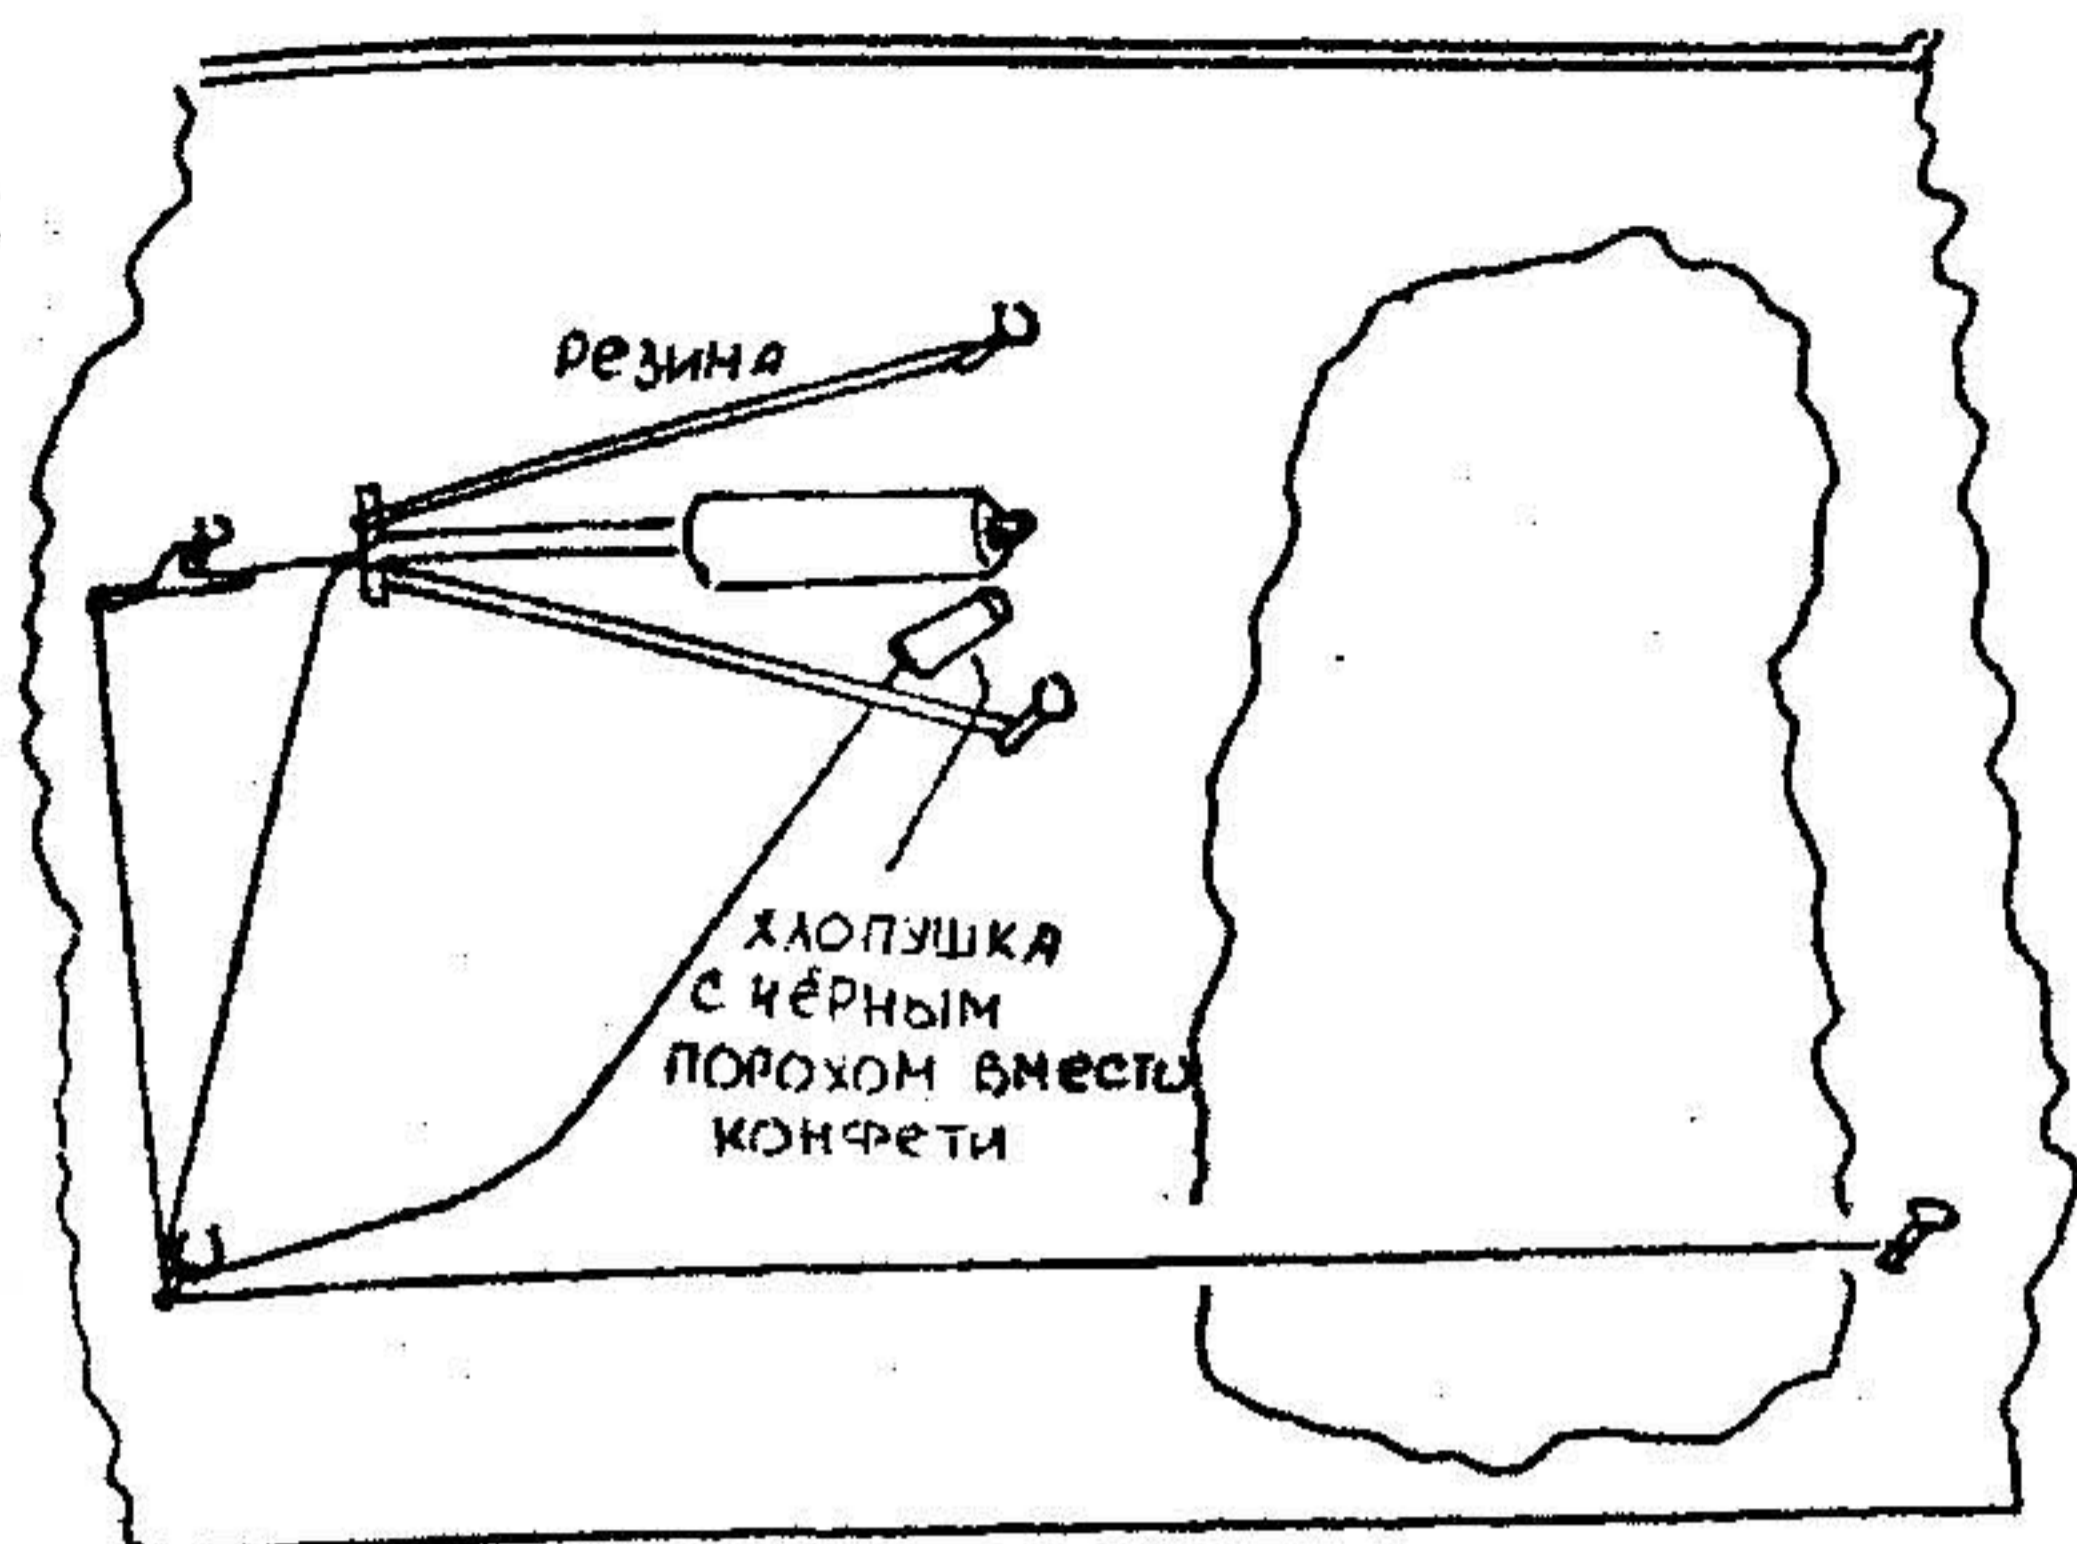 Резина
хлопушка
с чёрным
порохом вместо
конфети